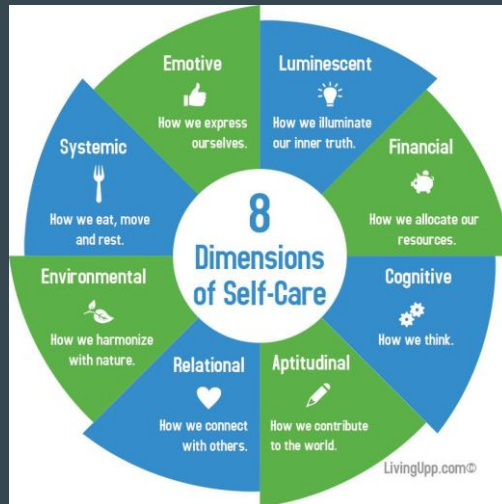 8
Dimensions
of Self-Care
Luminescent
How we illuminate
our inner truth.
Financial
How we allocate our
resources.
Cognitive
How we think.
Aptitudinal
How we contribute
to the world.
Relational
How we connect
with others.
Environmental
How we harmonize
with nature.
Systemic
How we eat, move
and rest.
Emotive
How we express
ourselves.
LivingUpp.com©